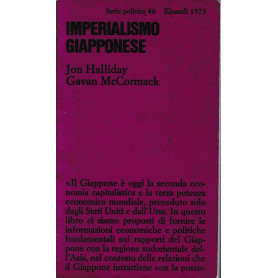 Serie politica 46 Einaudi 1973
IMPERIALISMO
GIAPPONESE
Jon Halliday
Gavan McCormack
«Il Giappone è oggi la seconda eco-
nomia capitalistica e la terza potenza
economica mondiale, preceduto solo
dagli Stati Uniti e dall'Urss. In questo
libro ci siamo proposti di fornire le
informazioni economiche e politiche
fondamentali sui rapporti del Giap-
pone con la regione sudorientale del-
l'Asia, nel contesto delle relazioni che
il Giappone intrattiene con la poten-